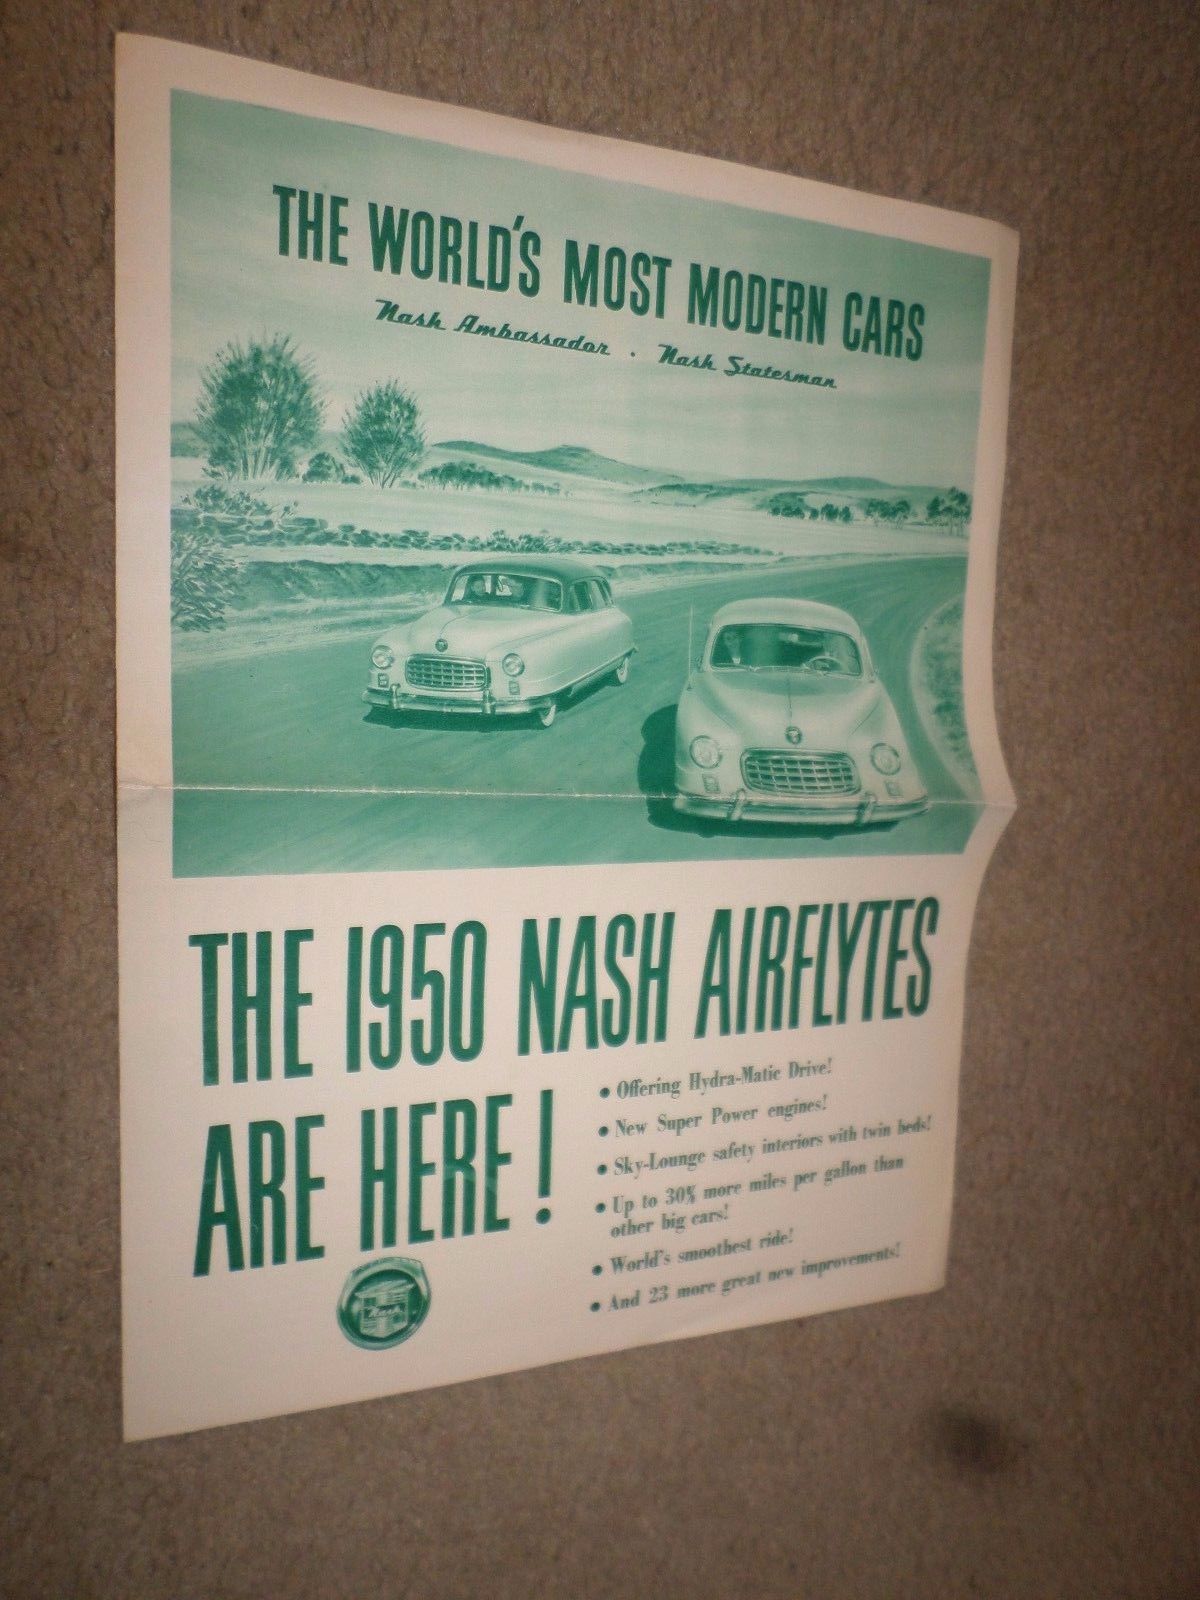 THE WORLD'S MOST MODERN CARS
Nash Ambassador · Nash Statesman
THE 1950 NASH AIRFLYTES
ARE HERE!
• Offering Hydra-Matic Drive!
• New Super Power engines!
• Sky-Lounge safety interiors with twin beds!
• Up to 30% more miles per gallon than
other big cars!
• World's smoothest ride!
• And 23 more great new improvements!
Nash